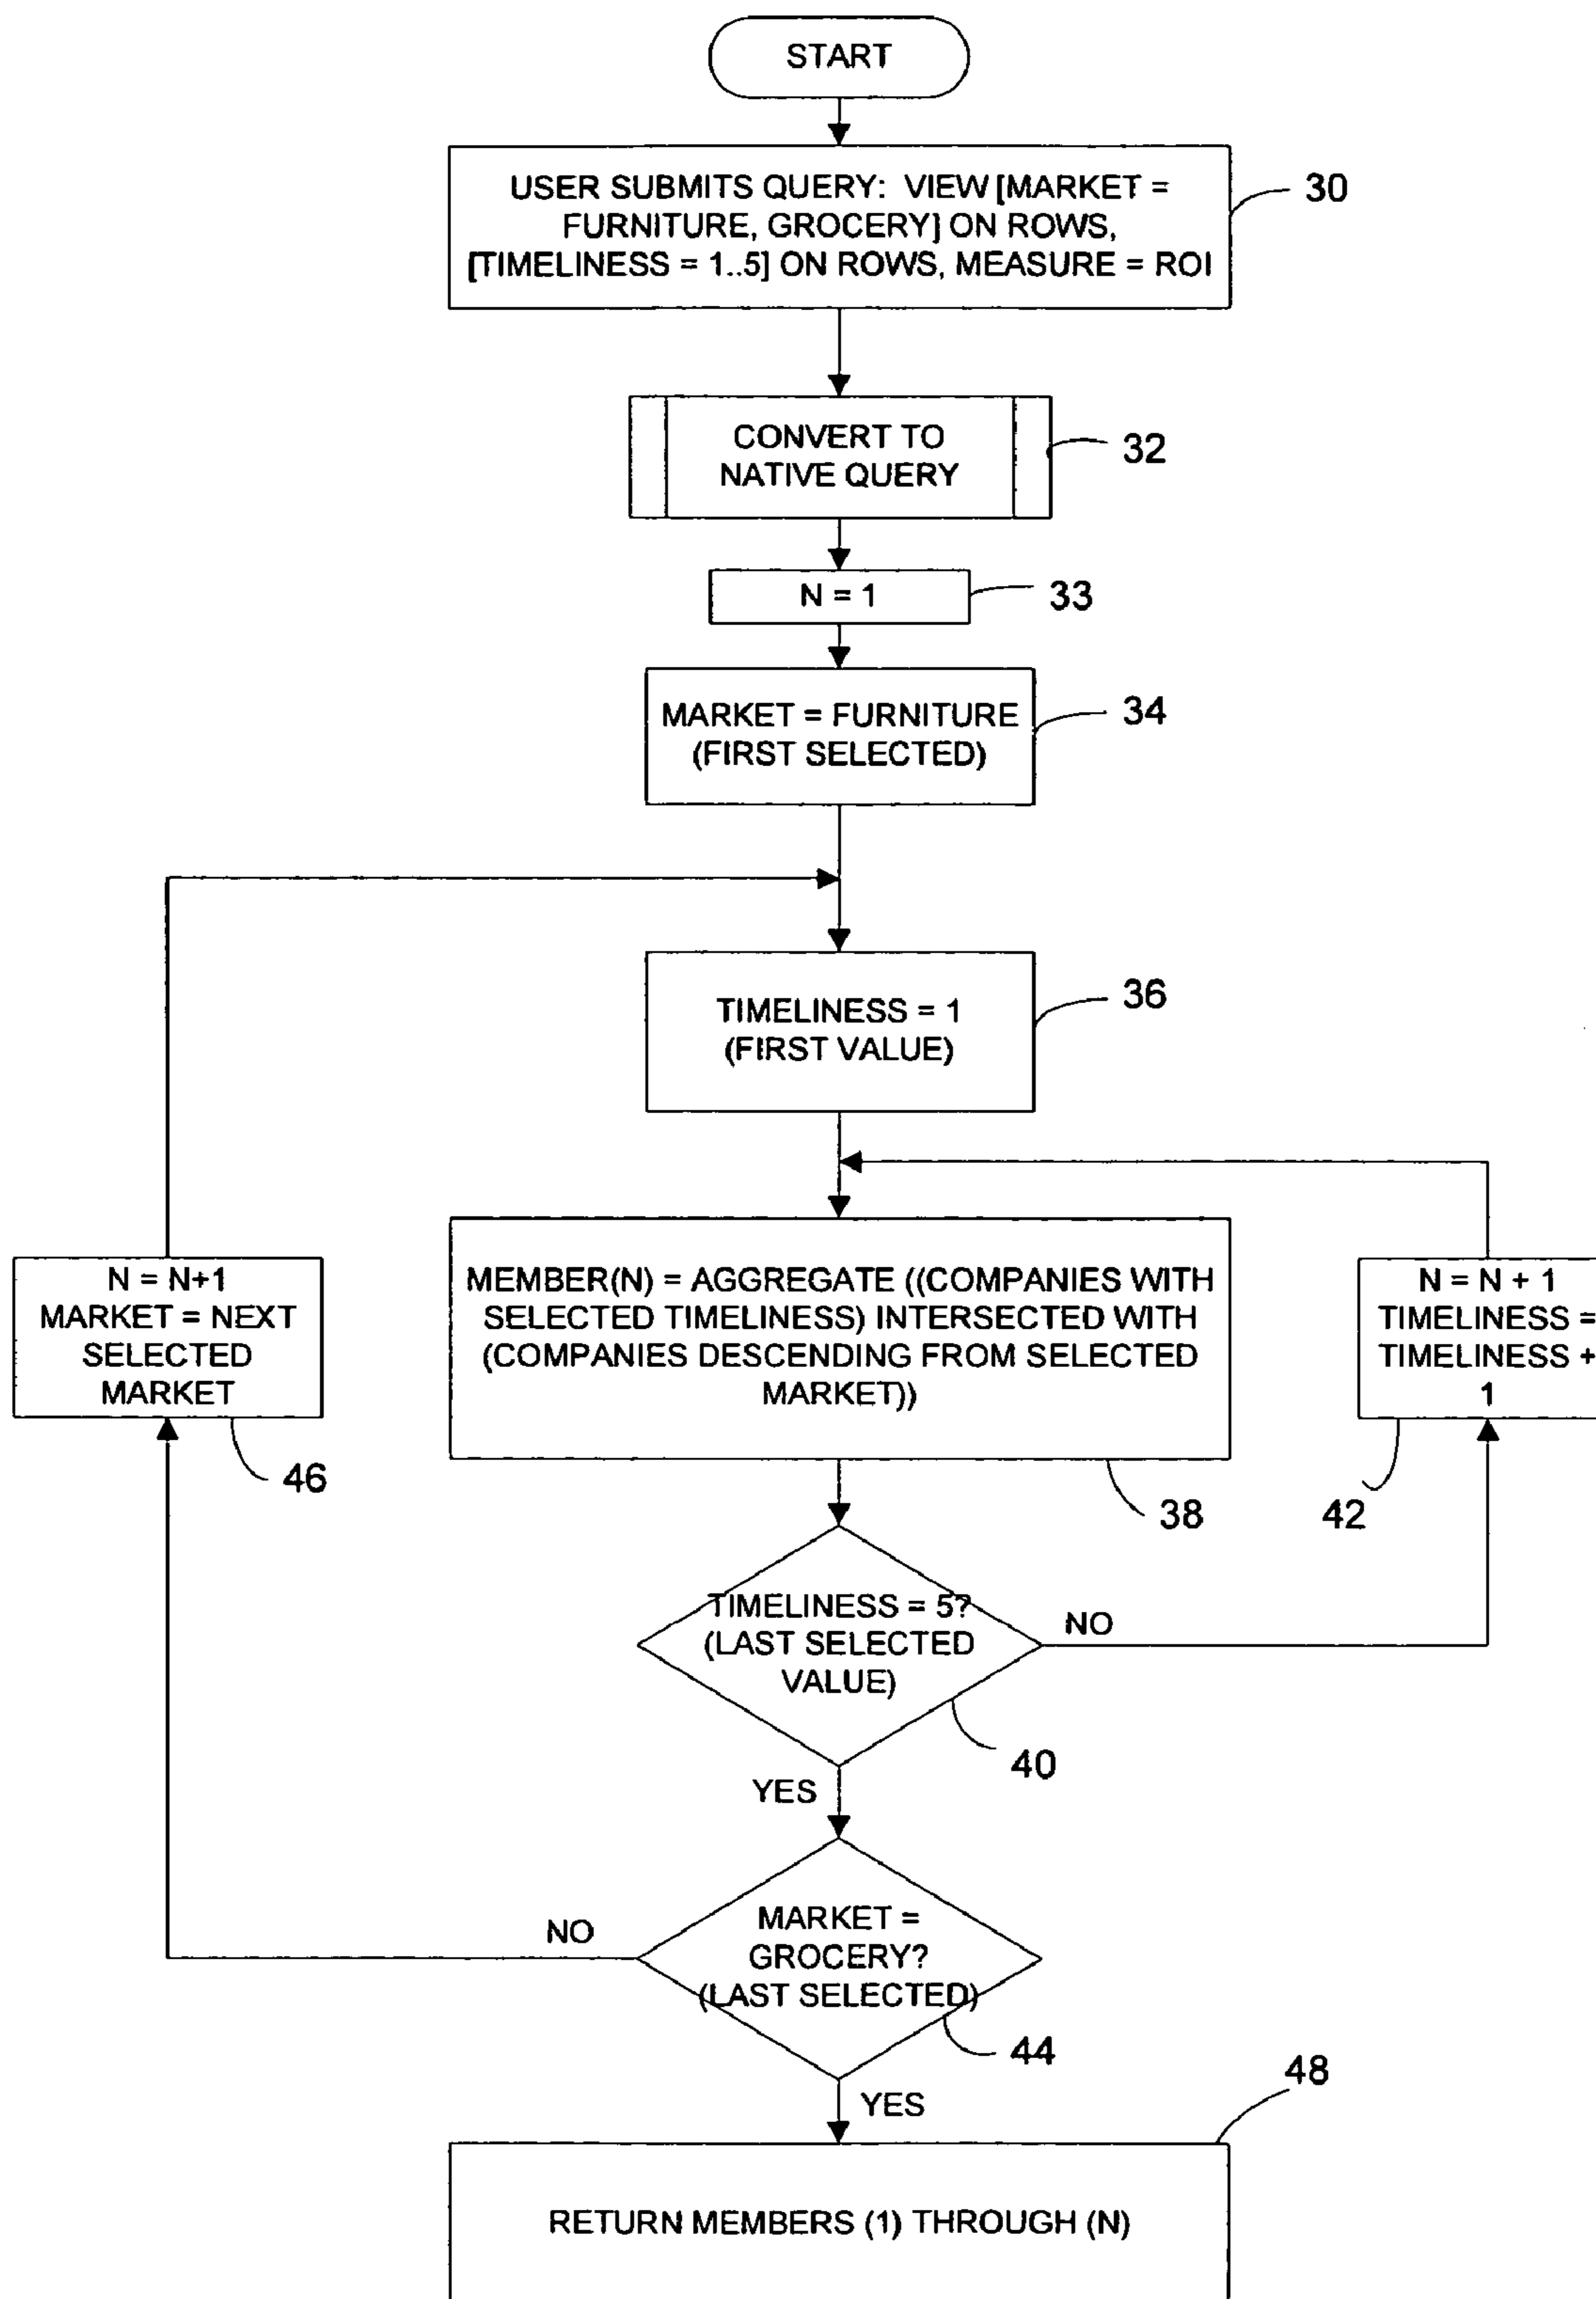 START
USER SUBMITS QUERY: VIEW [MARKET =
FURNITURE, GROCERY] ON ROWS,
[TIMELINESS = 1..5] ON ROWS, MEASURE = ROI
30
CONVERT TO
NATIVE QUERY
32
N = 1
33
MARKET = FURNITURE
(FIRST SELECTED)
34
TIMELINESS = 1
(FIRST VALUE)
36
N = N+1
MARKET = NEXT
SELECTED
MARKET
46
MEMBER(N) = AGGREGATE ((COMPANIES WITH
SELECTED TIMELINESS) INTERSECTED WITH
(COMPANIES DESCENDING FROM SELECTED
MARKET))
38
N = N + 1
TIMELINESS =
TIMELINESS +
1
42
TIMELINESS = 5?
(LAST SELECTED
VALUE)
NO
40
YES
MARKET =
GROCERY?
(LAST SELECTED)
NO
44
YES
48
RETURN MEMBERS (1) THROUGH (N)